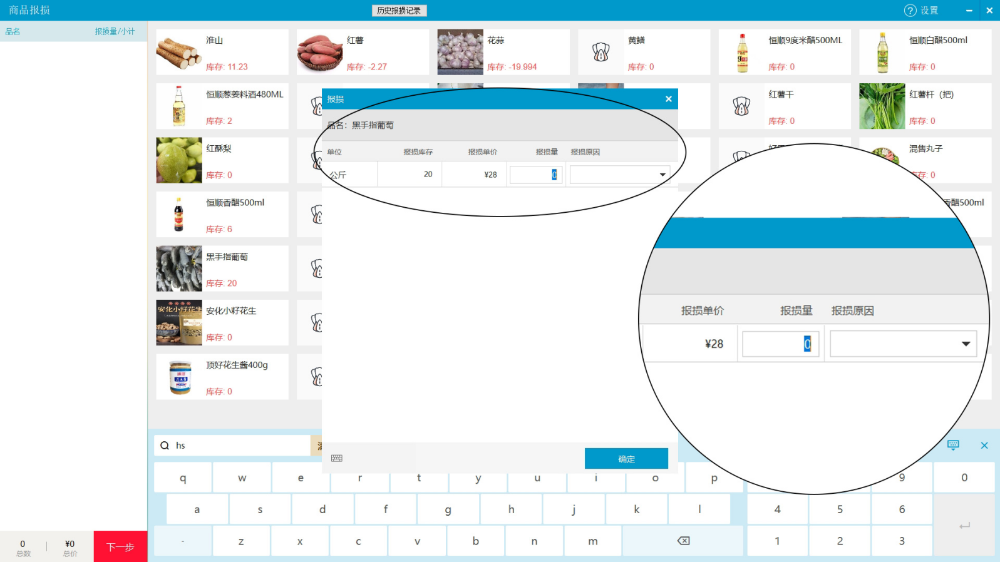 商品报损
历史报损记录
设置
品名 报损量/小计
淮山
库存: 11.23
红薯
库存: -2.27
花蒜
库存: -19.994
黄鳝
库存: 0
恒顺9度米醋500ML
库存: 0
恒顺白醋500ml
库存: 0
恒顺葱姜料酒480ML
库存: 2
红薯干
库存: 0
红薯杆（把)
库存: 0
红酥梨
库存: 0
混售丸子
库存: 0
恒顺香醋500ml
库存: 6
香醋500ml
黑手指葡萄
库存: 20
安化小籽花生
安化小籽花生
库存: 0
顶好花生酱400g
库存: 0
报损
品名：黑手指葡萄
单位 报损库存 报损单价 报损量 报损原因
公斤 20 ¥28 0
确定
报损单价 报损量 报损原因
¥28 0
hs
q w e r t y u i o p 9 0
a s d f g h j k l 4 5 6
- z x c v b n m 1 2 3
0 ¥0
总数 总价
下一步